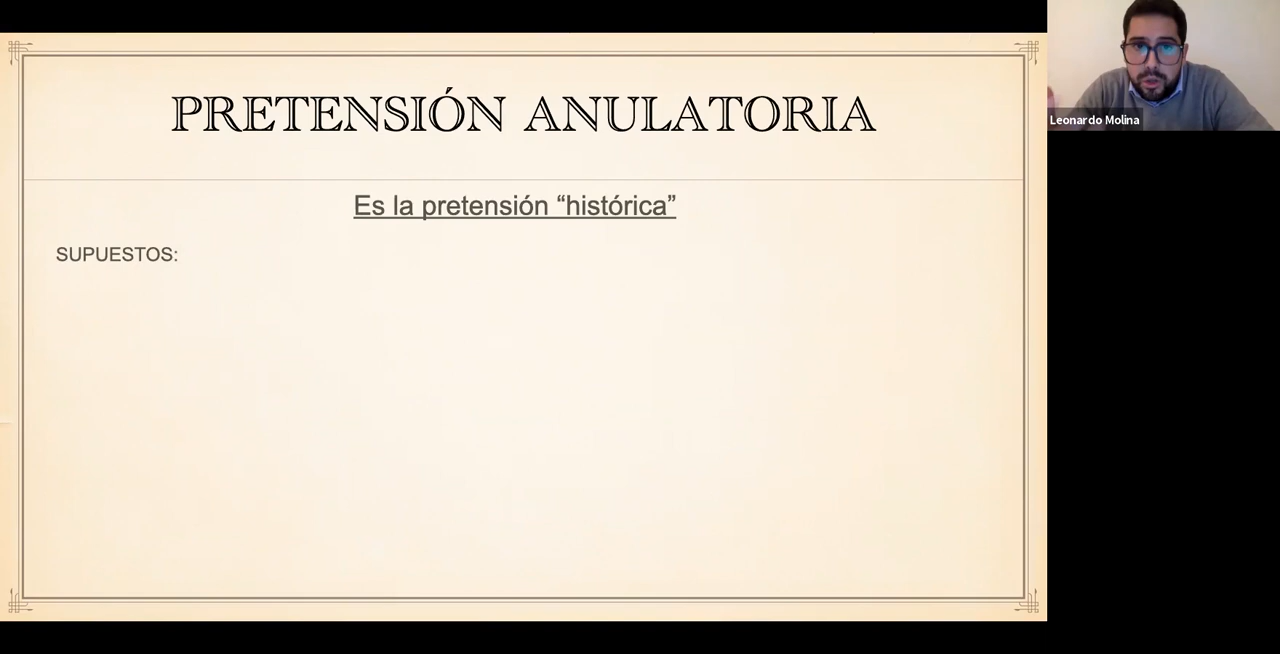 PRETENSIÓN ANULATORIA
Es la pretensión “histórica”
SUPUESTOS:
Leonardo Molina